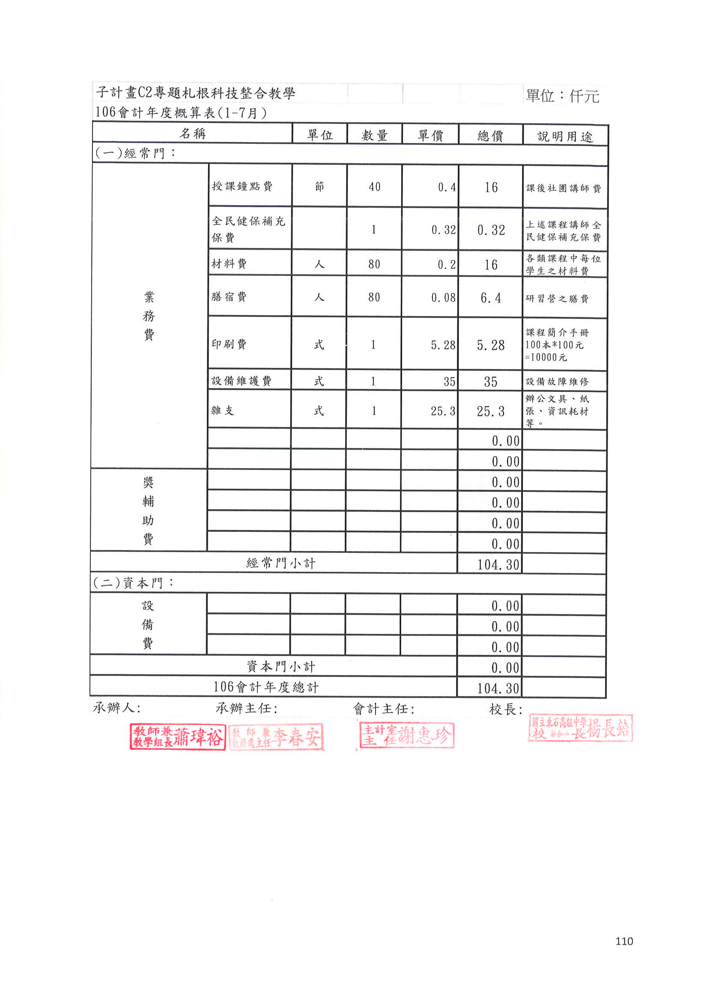 子計畫C2專題札根科技整合教學 單位：仟元
106會計年度概算表(1-7月)
名稱 單位 數量 單價 總價 說明用途
(一)經常門：
業務費
授課鐘點費 節 40 0.4 16 課後社團講師費
全民健保補充
保費 1 0.32 0.32 上述課程講師全
民健保補充保費
材料費 人 80 0.2 16 各類課程中每位
學生之材料費
膳宿費 人 80 0.08 6.4 研習營之膳費
印刷費 式 1 5.28 5.28 課程簡介手冊
100本*100元
=10000元
設備維護費 式 1 35 35 設備故障維修
雜支 式 1 25.3 25.3 辦公文具、紙
張、資訊耗材
等。
0.00
0.00
獎輔助費
0.00
0.00
0.00
0.00
經常門小計 104.30
(二)資本門：
設備費
0.00
0.00
0.00
資本門小計 0.00
106會計年度總計 104.30
承辦人: 承辦主任: 會計主任: 校長:
教師兼
教學組長 蕭瑋裕
教師兼
教務處主任 李春安
主計室
主任 謝惠珍
國立東石高級中學
校長 楊長鈶
110